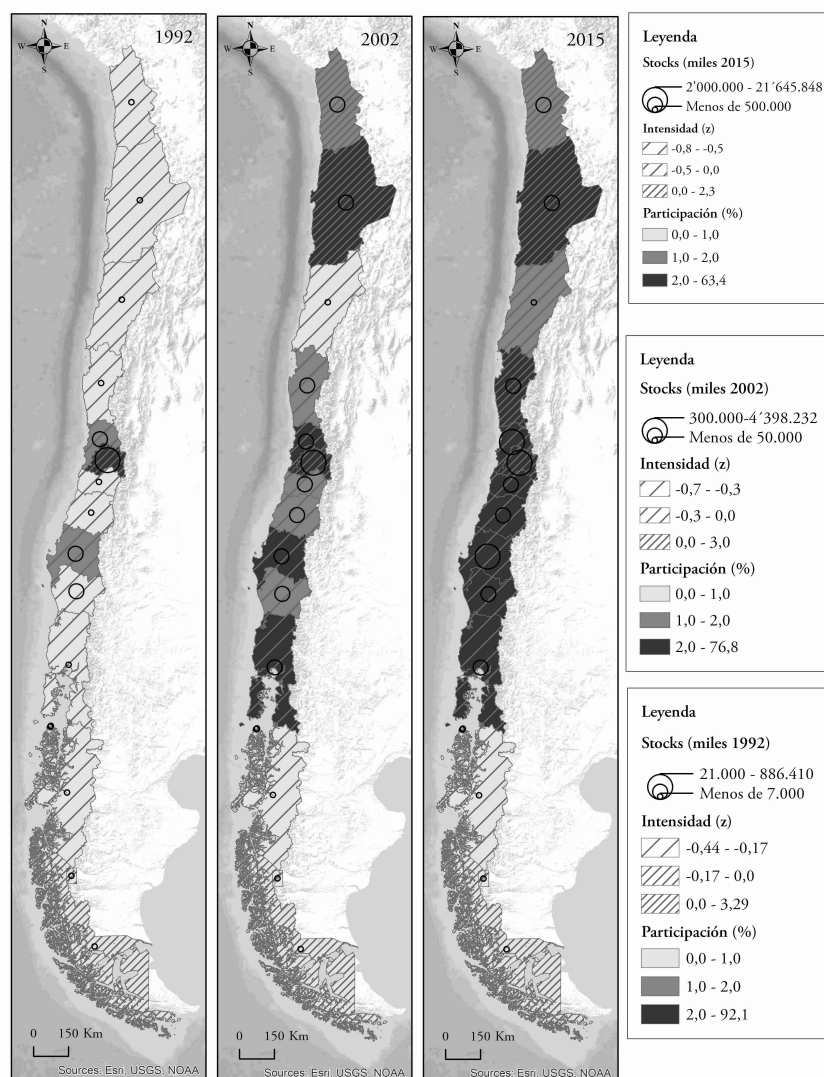 1992
N
W E
S
0 150 Km
Sources: Esri, USGS, NOAA
2002
N
W E
S
0 150 Km
Sources: Esri, USGS, NOAA
2015
N
W E
S
0 150 Km
Sources: Esri, USGS, NOAA
Leyenda
Stocks (miles 2015)
2'000.000 - 21´645.848
Menos de 500.000
Intensidad (z)
-0,8 - -0,5
-0,5 - 0,0
0,0 - 2,3
Participación (%)
0,0 - 1,0
1,0 - 2,0
2,0 - 63,4
Leyenda
Stocks (miles 2002)
300.000-4´398.232
Menos de 50.000
Intensidad (z)
-0,7 - -0,3
-0,3 - 0,0
0,0 - 3,0
Participación (%)
0,0 - 1,0
1,0 - 2,0
2,0 - 76,8
Leyenda
Stocks (miles 1992)
21.000 - 886.410
Menos de 7.000
Intensidad (z)
-0,44 - -0,17
-0,17 - 0,0
0,0 - 3,29
Participación (%)
0,0 - 1,0
1,0 - 2,0
2,0 - 92,1